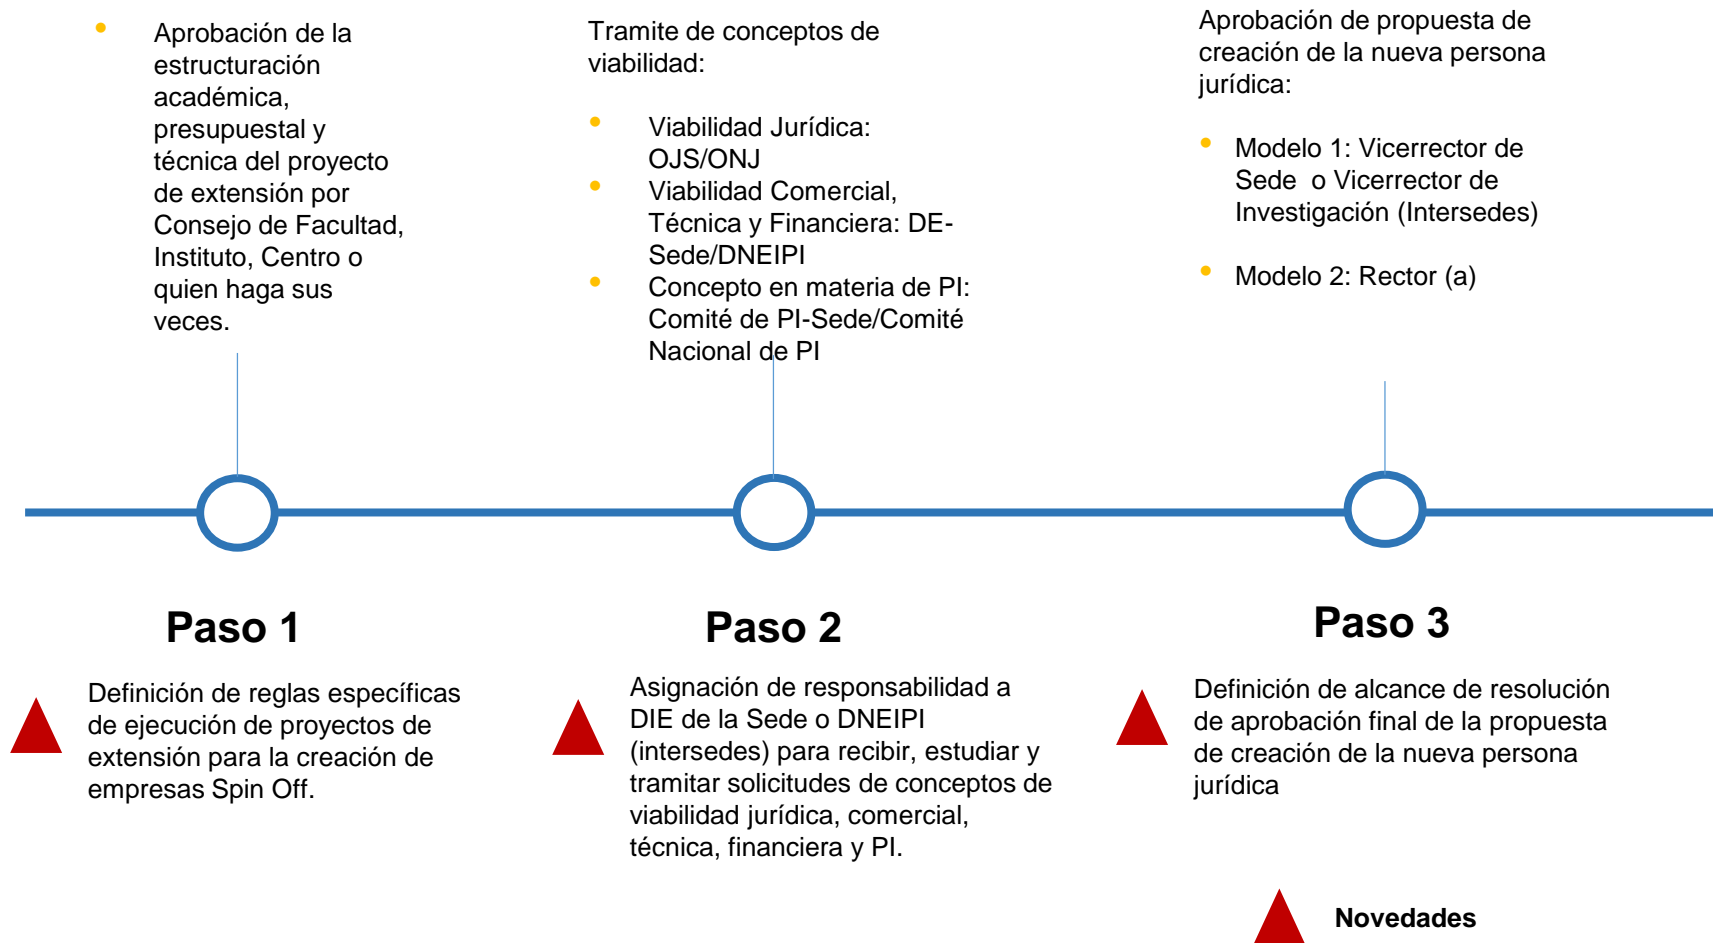 Aprobación de la
estructuración
académica,
presupuestal y
técnica del proyecto
de extensión por
Consejo de Facultad,
Instituto, Centro o
quien haga sus
veces.
Tramite de conceptos de
viabilidad:
Viabilidad Jurídica:
OJS/ONJ
Viabilidad Comercial,
Técnica y Financiera: DE-
Sede/DNEIPI
Concepto en materia de PI:
Comité de PI-Sede/Comité
Nacional de PI
Aprobación de propuesta de
creación de la nueva persona
jurídica:
Modelo 1: Vicerrector de
Sede o Vicerrector de
Investigación (Intersedes)
Modelo 2: Rector (a)
Paso 1
Definición de reglas específicas
de ejecución de proyectos de
extensión para la creación de
empresas Spin Off.
Paso 2
Asignación de responsabilidad a
DIE de la Sede o DNEIPI
(intersedes) para recibir, estudiar y
tramitar solicitudes de conceptos de
viabilidad jurídica, comercial,
técnica, financiera y PI.
Paso 3
Definición de alcance de resolución
de aprobación final de la propuesta
de creación de la nueva persona
jurídica
Novedades